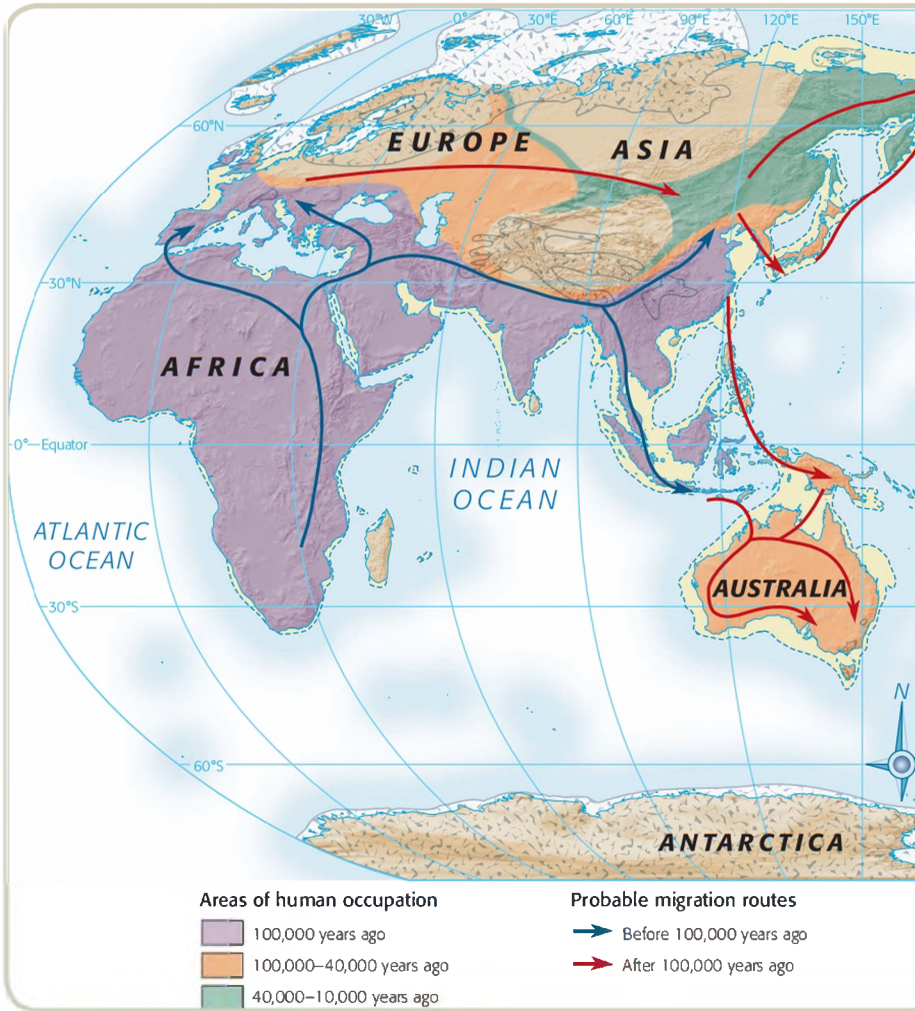 30°W 0° 30°E 60°E 90°E 120°E 150°E
60°N
EUROPE
ASIA
30°N
AFRICA
0° Equator
INDIAN
OCEAN
ATLANTIC
OCEAN
AUSTRALIA
30°S
N
60°S
ANTARCTICA
Areas of human occupation
100,000 years ago
100,000–40,000 years ago
40,000–10,000 years ago
Probable migration routes
Before 100,000 years ago
After 100,000 years ago